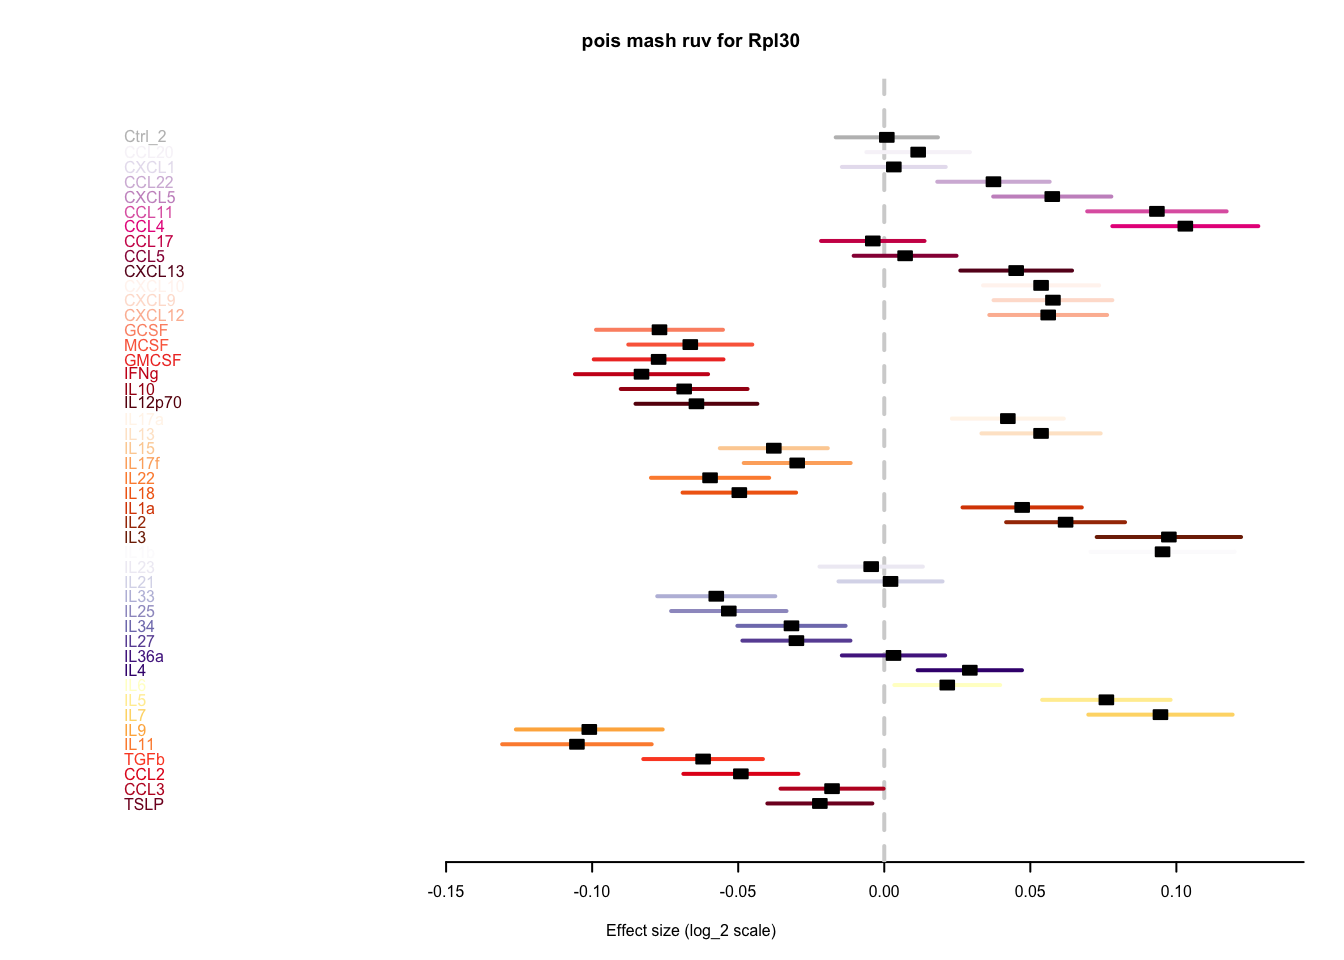 pois mash ruv for Rpl30
Ctrl_2
CCL20
CXCL1
CCL22
CXCL5
CCL11
CCL4
CCL17
CCL5
CXCL13
CXCL10
CXCL9
CXCL12
GCSF
MCSF
GMCSF
IFNg
IL10
IL12p70
IL17a
IL13
IL15
IL17f
IL22
IL18
IL1a
IL2
IL3
IL23
IL21
IL33
IL25
IL34
IL27
IL36a
IL4
IL6
IL5
IL7
IL9
IL11
TGFb
CCL2
CCL3
TSLP
-0.15 -0.10 -0.05 0.00 0.05 0.10
Effect size (log_2 scale)